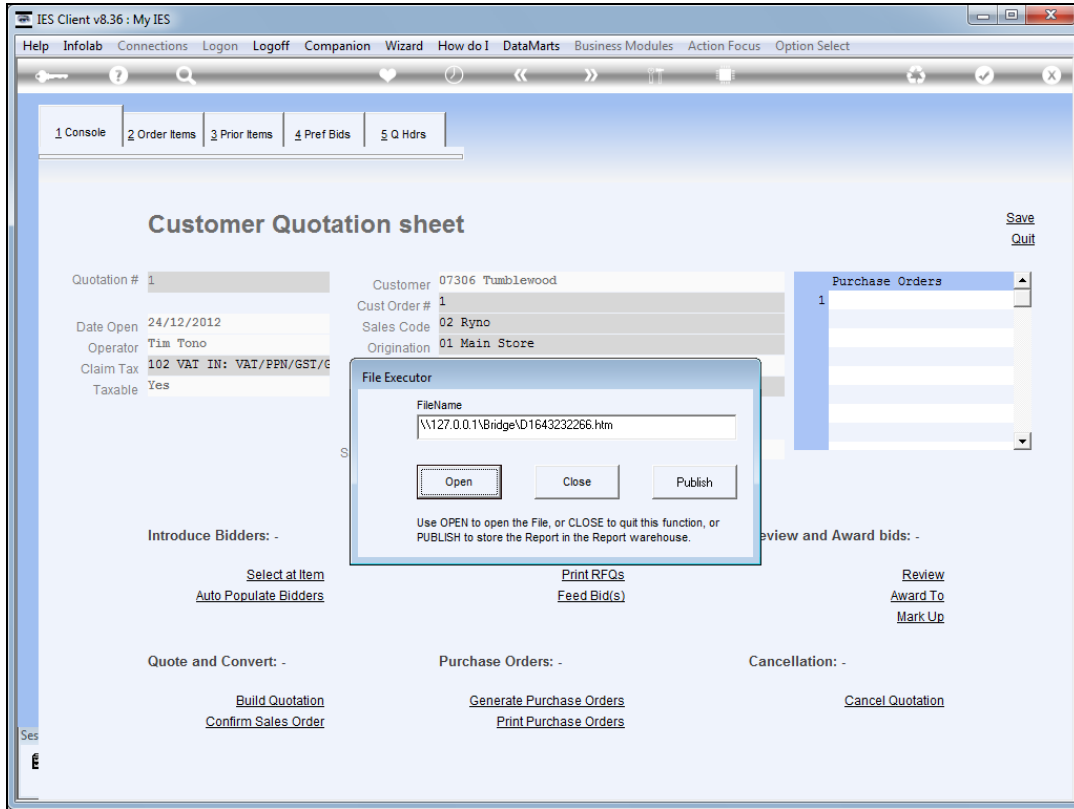 IES Client v8.36 : My IES
Help Infolab Connections Logon Logoff Companion Wizard How do I DataMarts Business Modules Action Focus Option Select
1 Console 2 Order Items 3 Prior Items 4 Pref Bids 5 Q Hdrs
Customer Quotation sheet
Save
Quit
Quotation # 1
Customer 07306 Tumblewood
Purchase Orders
Cust Order # 1
1
Date Open 24/12/2012
Sales Code 02 Ryno
Operator Tim Tono
Origination 01 Main Store
Claim Tax 102 VAT IN: VAT/PPN/GST/G
Taxable Yes
File Executor
FileName
\\127.0.0.1\Bridge\D1643232266.htm
Open Close Publish
Use OPEN to open the File, or CLOSE to quit this function, or
PUBLISH to store the Report in the Report warehouse.
Introduce Bidders: -
eview and Award bids: -
Select at Item
Print RFQs
Review
Auto Populate Bidders
Feed Bid(s)
Award To
Mark Up
Quote and Convert: -
Purchase Orders: -
Cancellation: -
Build Quotation
Generate Purchase Orders
Cancel Quotation
Confirm Sales Order
Print Purchase Orders
Ses